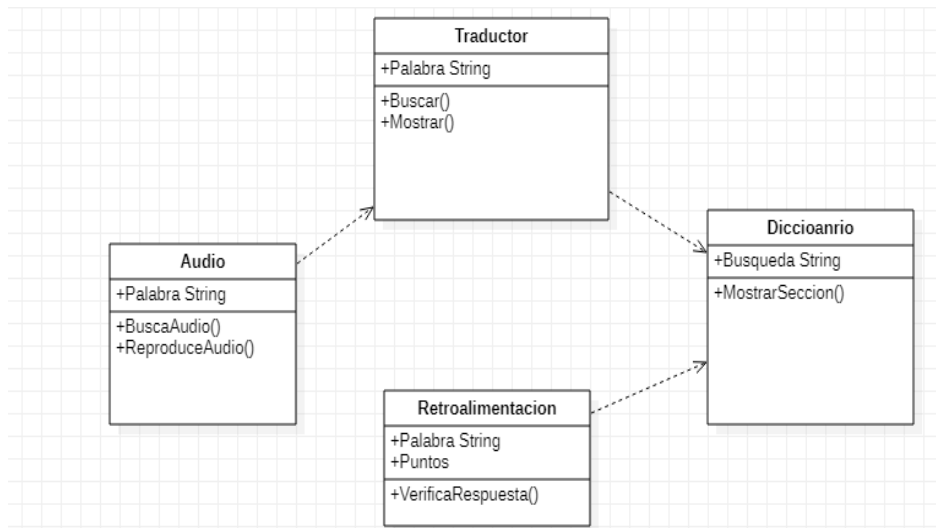 Traductor
+Palabra String
+Buscar()
+Mostrar()
Audio
+Palabra String
+BuscaAudio()
+ReproduceAudio()
Diccioanrio
+Busqueda String
+MostrarSeccion()
Retroalimentacion
+Palabra String
+Puntos
+VerificaRespuesta()